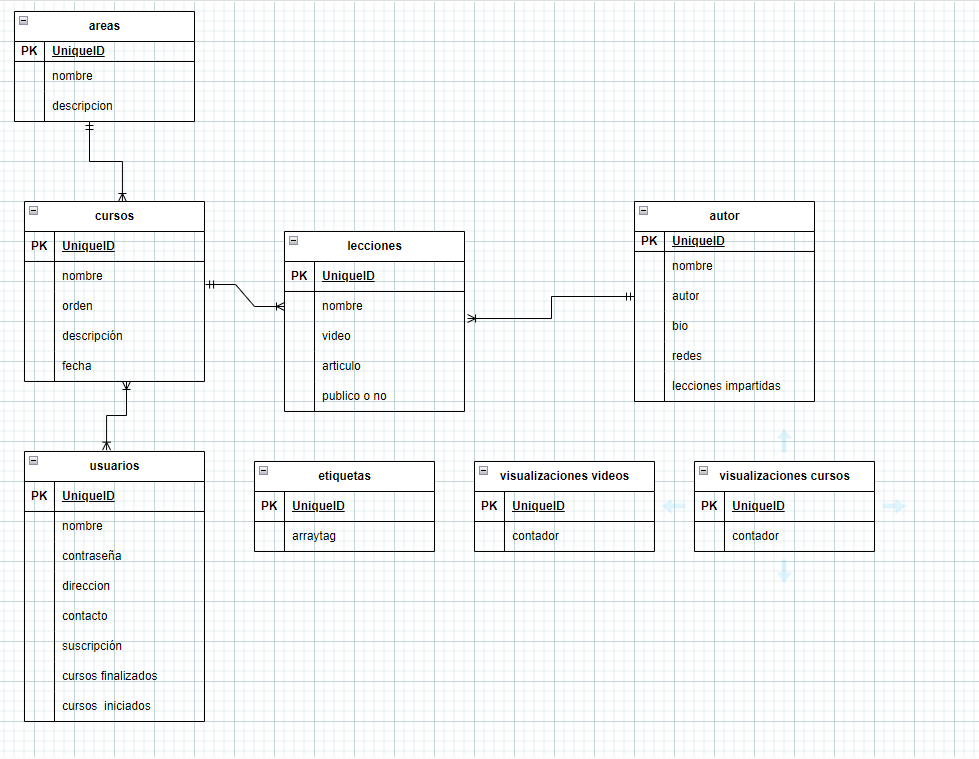 areas
PK UniqueID
nombre
descripcion
cursos
PK UniqueID
nombre
orden
descripción
fecha
lecciones
PK UniqueID
nombre
video
articulo
publico o no
autor
PK UniqueID
nombre
autor
bio
redes
lecciones impartidas
usuarios
PK UniqueID
nombre
contraseña
direccion
contacto
suscripción
cursos finalizados
cursos iniciados
etiquetas
PK UniqueID
arraytag
visualizaciones videos
PK UniqueID
contador
visualizaciones cursos
PK UniqueID
contador